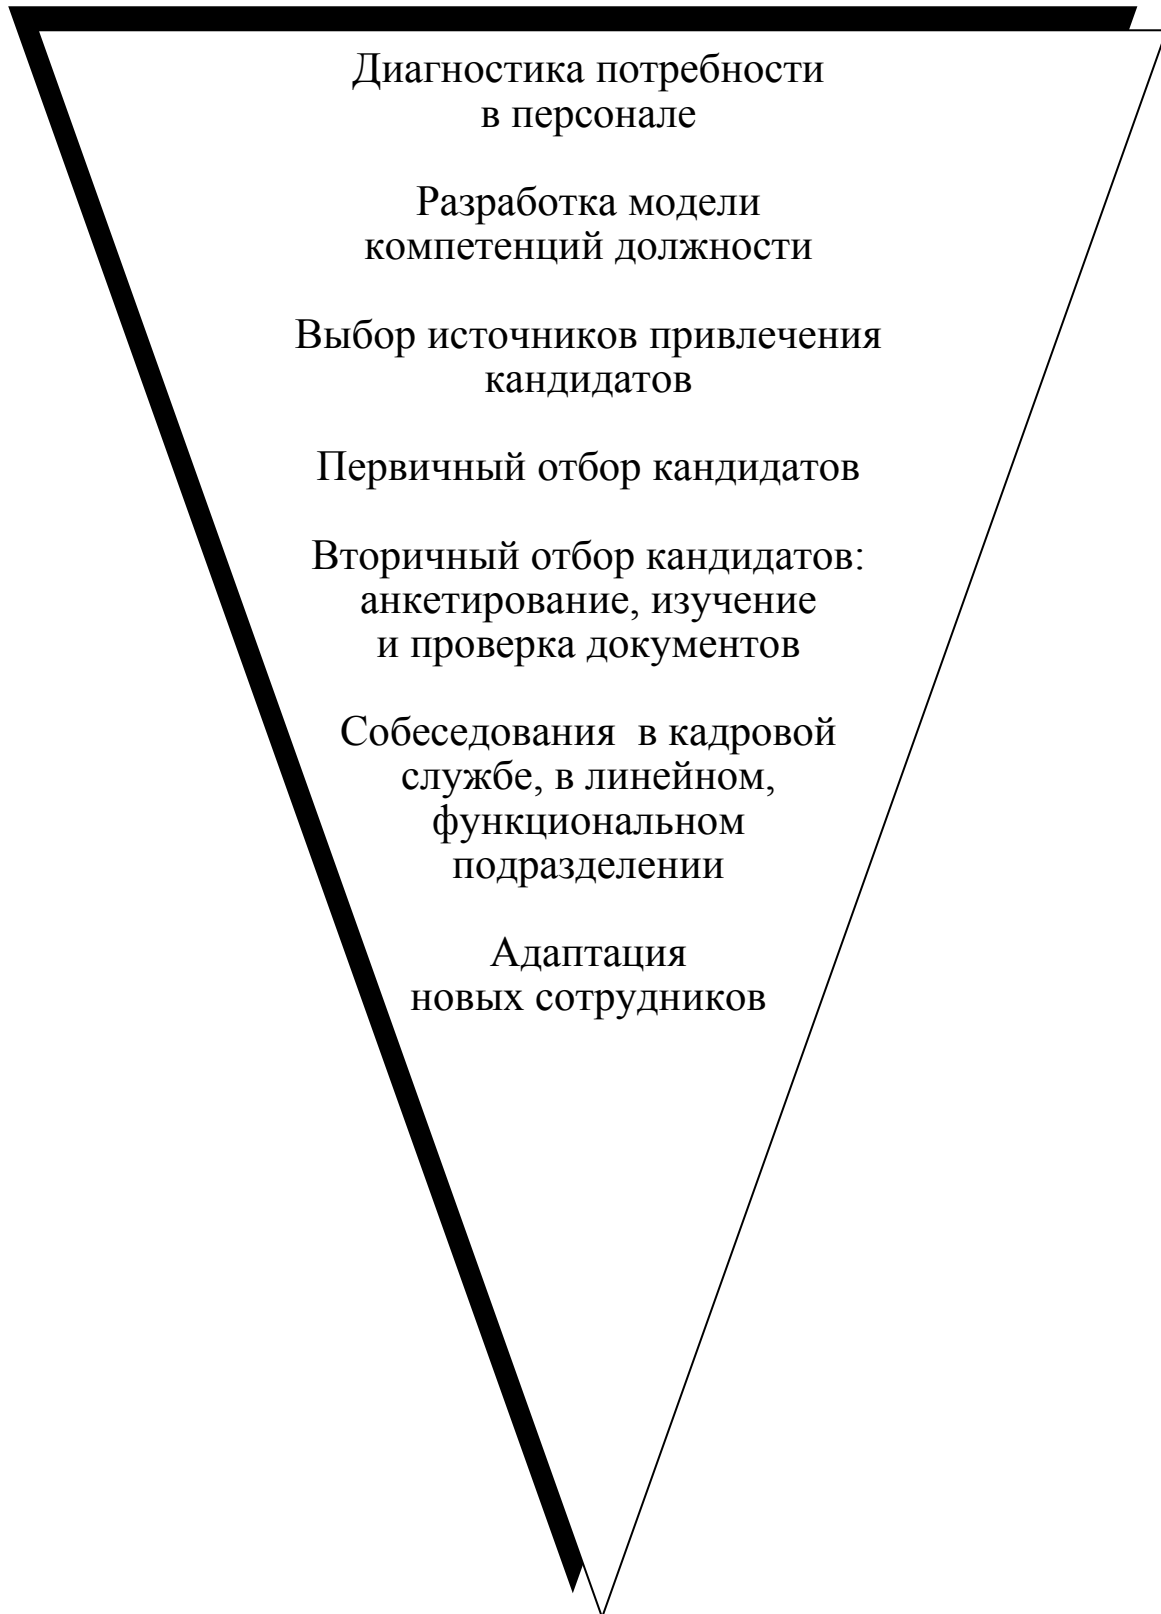 Диагностика потребности
в персонале
Разработка модели
компетенций должности
Выбор источников привлечения
кандидатов
Первичный отбор кандидатов
Вторичный отбор кандидатов:
анкетирование, изучение
и проверка документов
Собеседования  в кадровой
службе, в линейном,
функциональном
подразделении
Адаптация
новых сотрудников